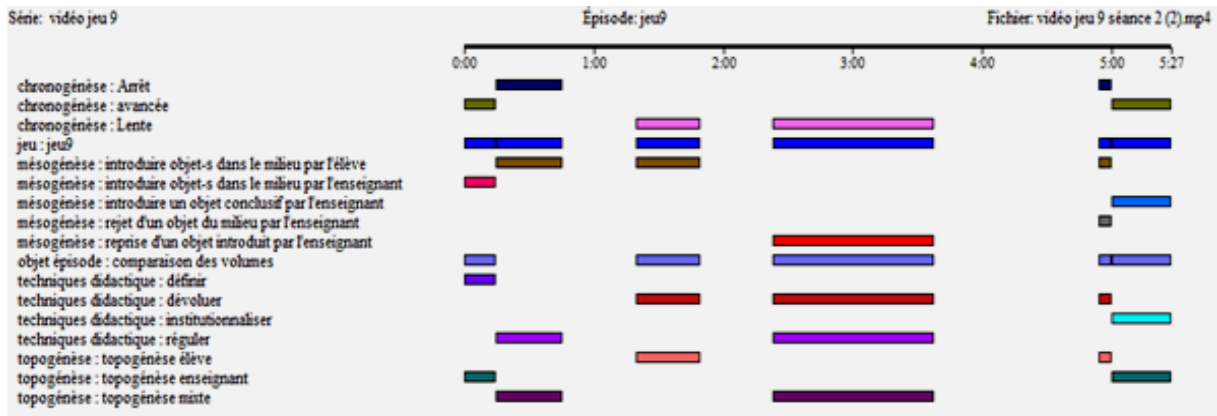 Série: vidéo jeu 9 Épisode: jeu9 Fichier: vidéo jeu 9 séance 2 (2).mp4
0:00 1:00 2:00 3:00 4:00 5:00 5:27
chronogénèse : Arrêt
chronogénèse : avancée
chronogénèse : Lente
jeu : jeu9
mésogénèse : introduire objet-s dans le milieu par l'élève
mésogénèse : introduire objet-s dans le milieu par l'enseignant
mésogénèse : introduire un objet conclusif par l'enseignant
mésogénèse : rejet d'un objet du milieu par l'enseignant
mésogénèse : reprise d'un objet introduit par l'enseignant
objet épisode : comparaison des volumes
techniques didactique : définir
techniques didactique : dévoluer
techniques didactique : institutionnaliser
techniques didactique : réguler
topogénèse : topogénèse élève
topogénèse : topogénèse enseignant
topogénèse : topogénèse mixte